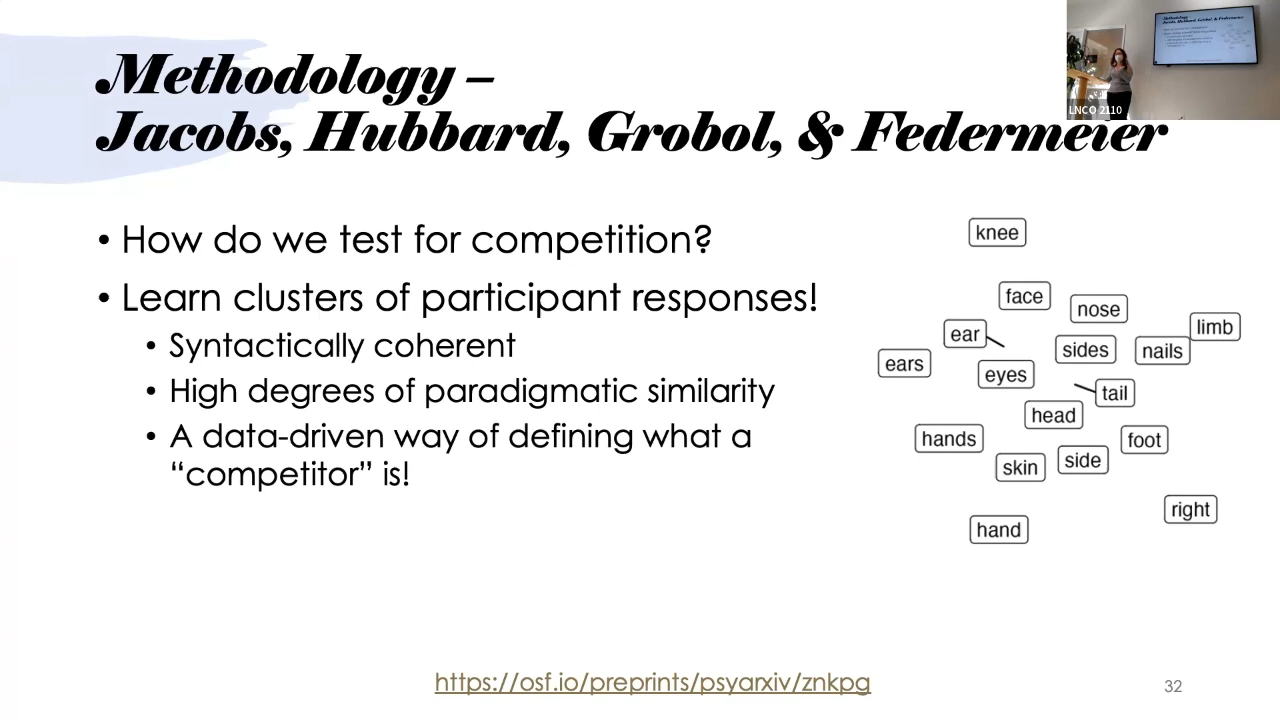 Methodology –
Jacobs, Hubbard, Grobol, & Federmeier
LNCO 2110
• How do we test for competition?
• Learn clusters of participant responses!
• Syntactically coherent
• High degrees of paradigmatic similarity
• A data-driven way of defining what a
“competitor” is!
knee
face
nose
limb
ear
sides
nails
ears
eyes
tail
head
hands
foot
skin
side
right
hand
https://osf.io/preprints/psyarxiv/znkpg
32